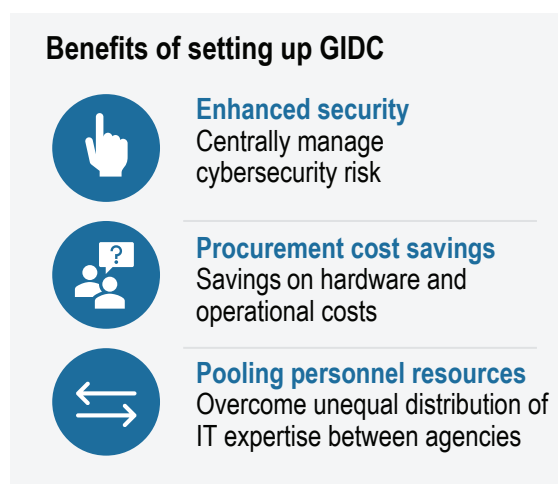 Benefits of setting up GIDC
Enhanced security
Centrally manage
cybersecurity risk
?
Procurement cost savings
Savings on hardware and
operational costs
Pooling personnel resources
Overcome unequal distribution of
IT expertise between agencies